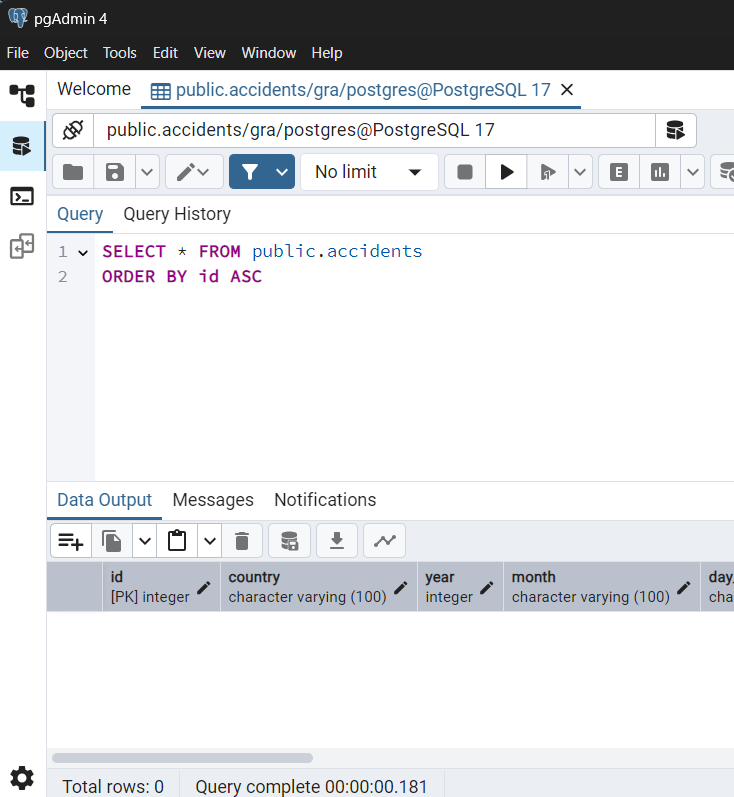 pgAdmin 4
File Object Tools Edit View Window Help
Welcome public.accidents/gra/postgres@PostgreSQL 17
public.accidents/gra/postgres@PostgreSQL 17
No limit E
Query Query History
1 SELECT * FROM public.accidents
2 ORDER BY id ASC
Data Output Messages Notifications
id country year month day
[PK] integer character varying (100) integer character varying (100) cha
Total rows: 0 Query complete 00:00:00.181